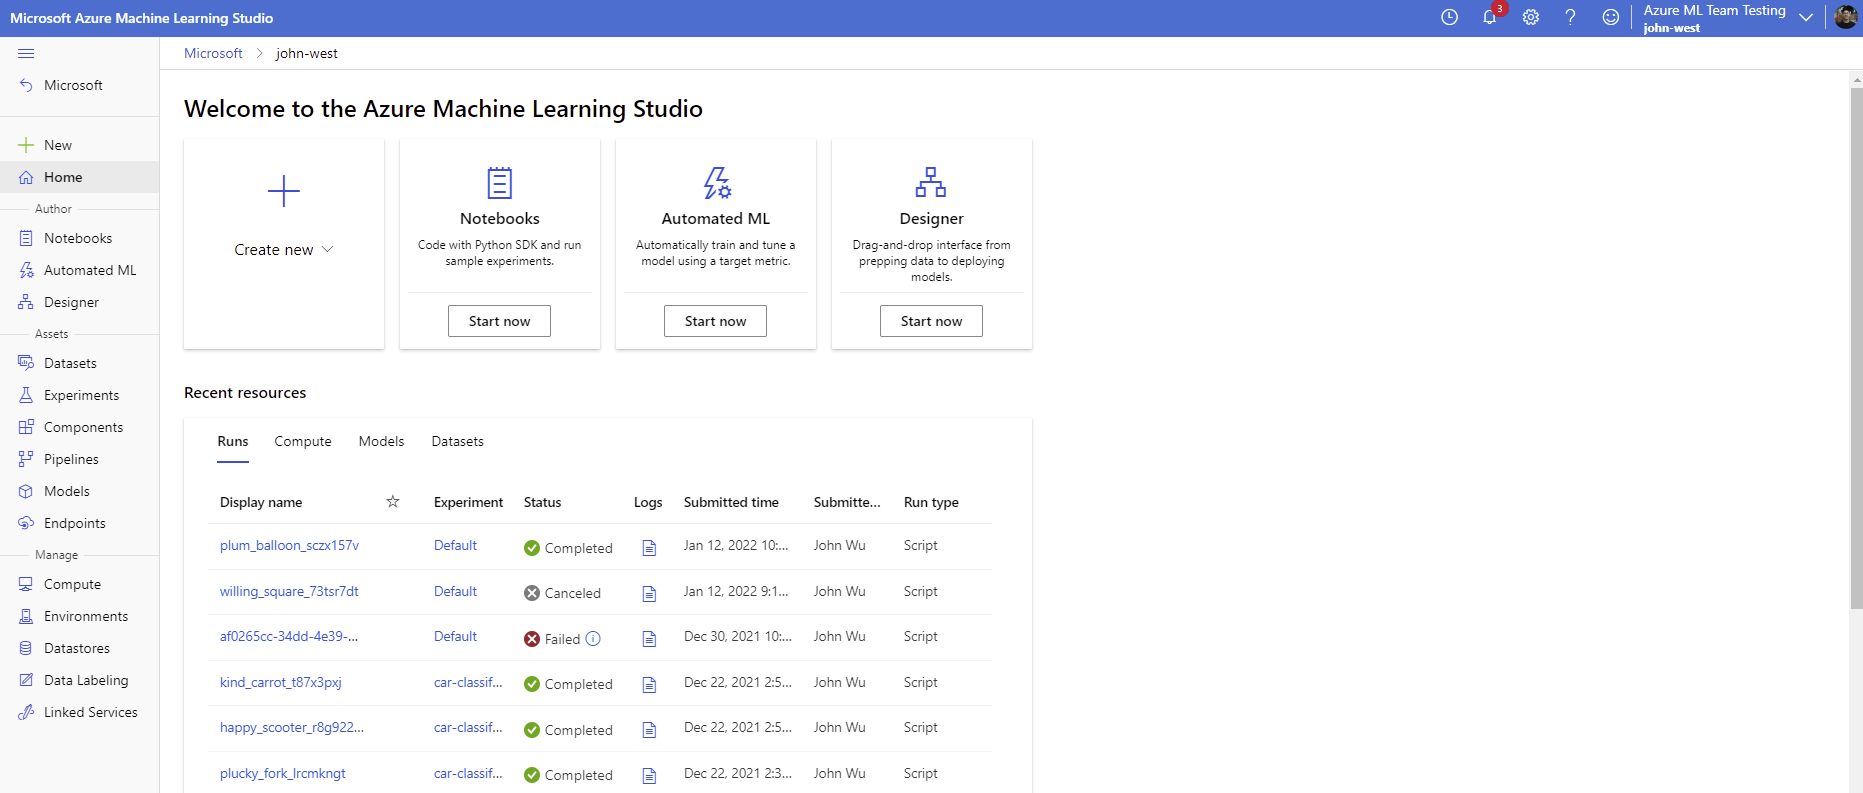 Microsoft Azure Machine Learning Studio
3
Azure ML Team Testing
john-west
Microsoft
New
Home
Author
Notebooks
Automated ML
Designer
Assets
Datasets
Experiments
Components
Pipelines
Models
Endpoints
Manage
Compute
Environments
Datastores
Data Labeling
Linked Services
Microsoft > john-west
Welcome to the Azure Machine Learning Studio
Create new
Notebooks
Code with Python SDK and run
sample experiments.
Start now
Automated ML
Automatically train and tune a
model using a target metric.
Start now
Designer
Drag-and-drop interface from
prepping data to deploying
models.
Start now
Recent resources
Runs Compute Models Datasets
Display name Experiment Status Logs Submitted time Submitte... Run type
plum_balloon_sczx157v Default Completed Jan 12, 2022 10:... John Wu Script
willing_square_73tsr7dt Default Canceled Jan 12, 2022 9:1... John Wu Script
af0265cc-34dd-4e39-... Default Failed Dec 30, 2021 10:... John Wu Script
kind_carrot_t87x3pxj car-classif... Completed Dec 22, 2021 2:5... John Wu Script
happy_scooter_r8g922... car-classif... Completed Dec 22, 2021 2:5... John Wu Script
plucky_fork_lrcmkngt car-classif... Completed Dec 22, 2021 2:3... John Wu Script